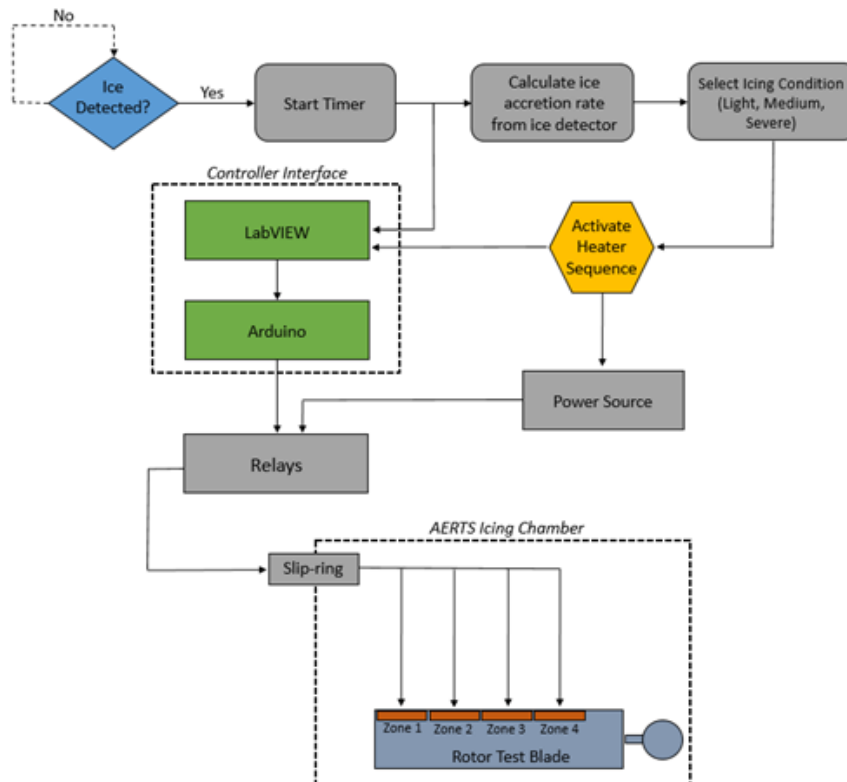 No
Ice
Detected?
Yes
Start Timer
Calculate ice
accretion rate
from ice detector
Select Icing Condition
(Light, Medium,
Severe)
Controller Interface
LabVIEW
Activate
Heater
Sequence
Arduino
Power Source
Relays
AERTS Icing Chamber
Slip-ring
Zone 1 Zone 2 Zone 3 Zone 4
Rotor Test Blade